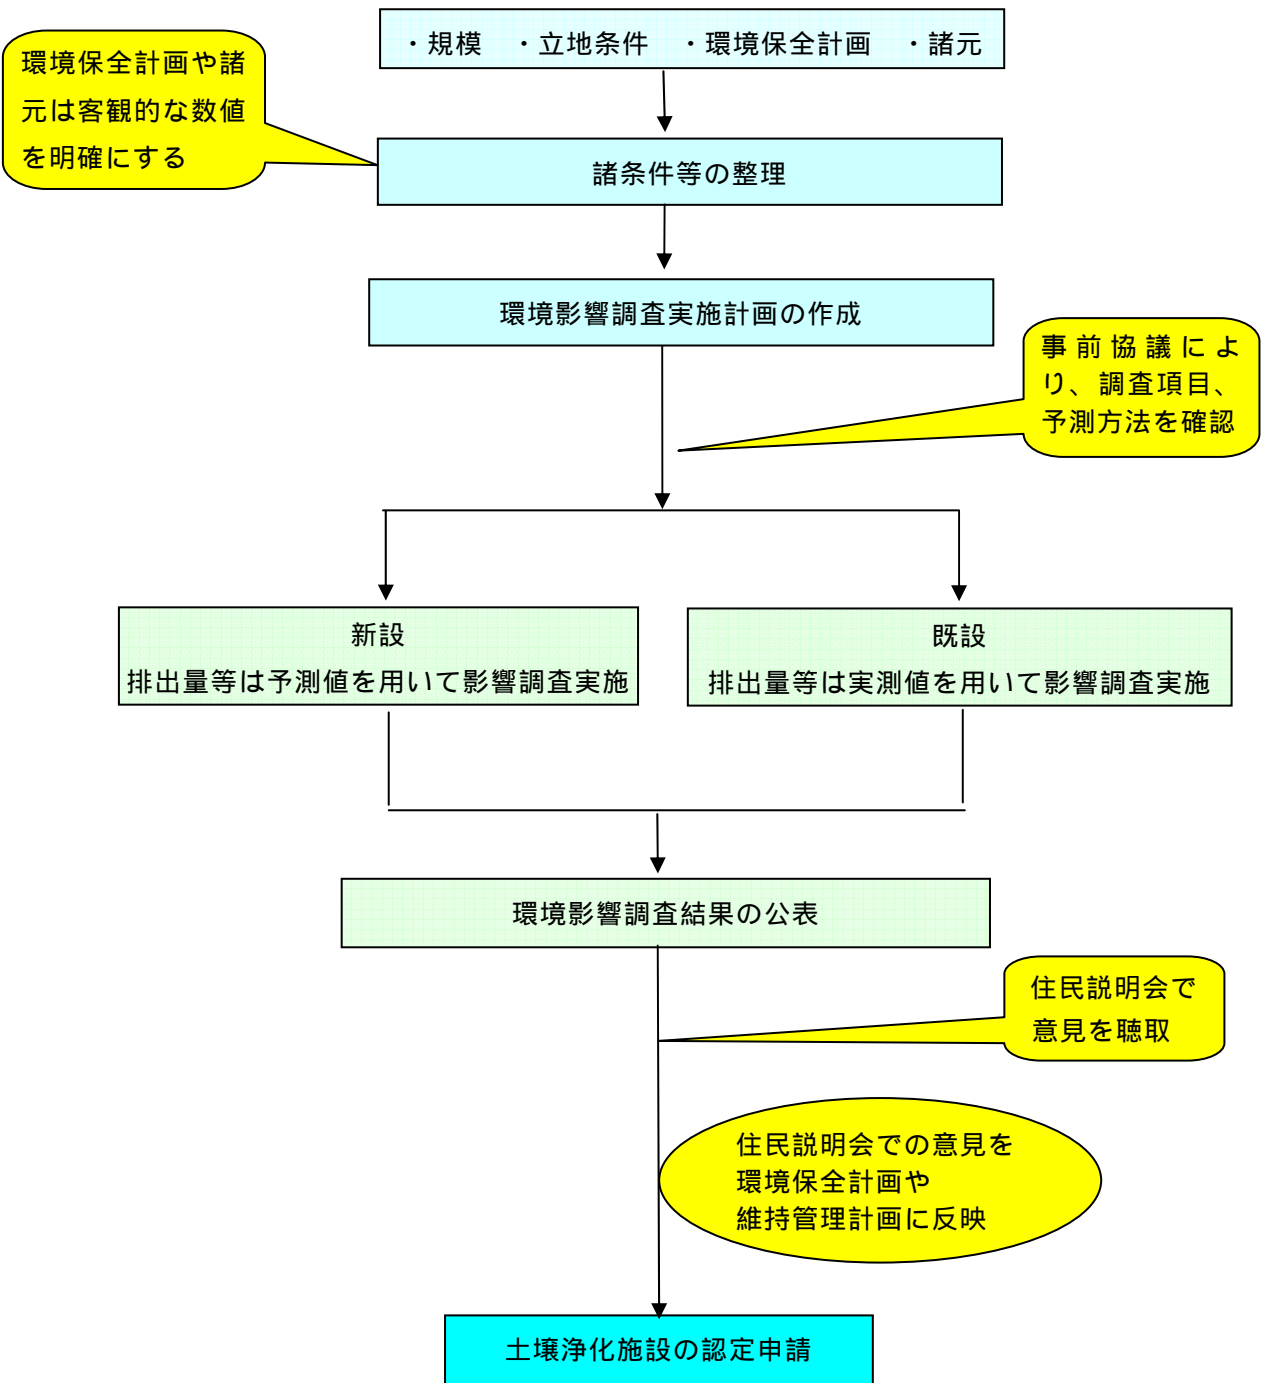 ・規模　・立地条件　・環境保全計画　・諸元
環境保全計画や諸
元は客観的な数値
を明確にする
諸条件等の整理
環境影響調査実施計画の作成
事前協議によ
り、調査項目、
予測方法を確認
新設
排出量等は予測値を用いて影響調査実施
既設
排出量等は実測値を用いて影響調査実施
環境影響調査結果の公表
住民説明会で
意見を聴取
住民説明会での意見を
環境保全計画や
維持管理計画に反映
土壌浄化施設の認定申請